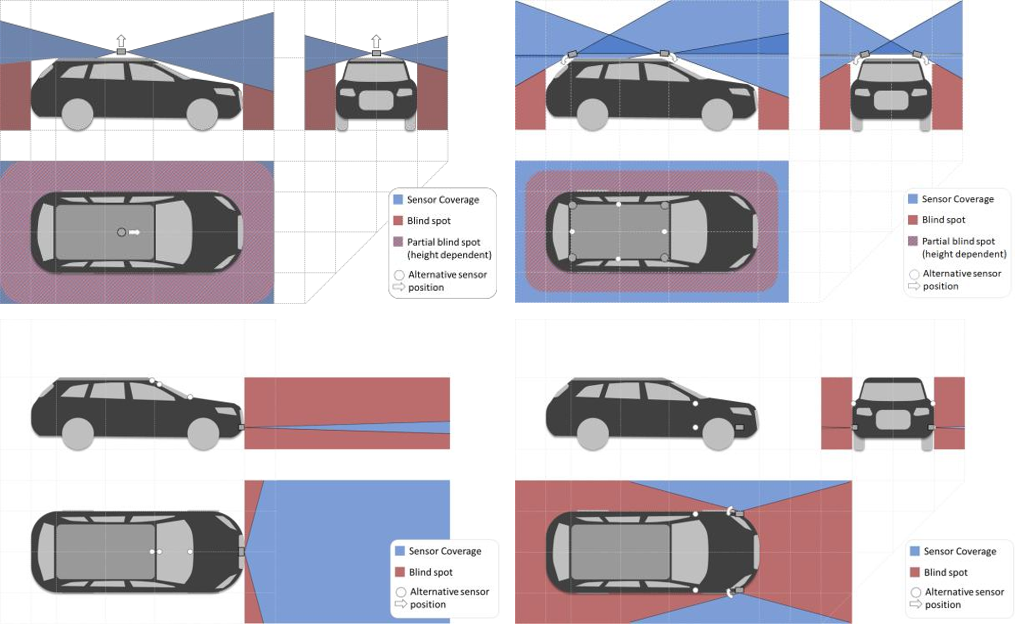 Sensor Coverage
Blind spot
Partial blind spot
(height dependent)
Alternative sensor
position
Sensor Coverage
Blind spot
Partial blind spot
(height dependent)
Alternative sensor
position
Sensor Coverage
Blind spot
Alternative sensor
position
Sensor Coverage
Blind spot
Alternative sensor
position